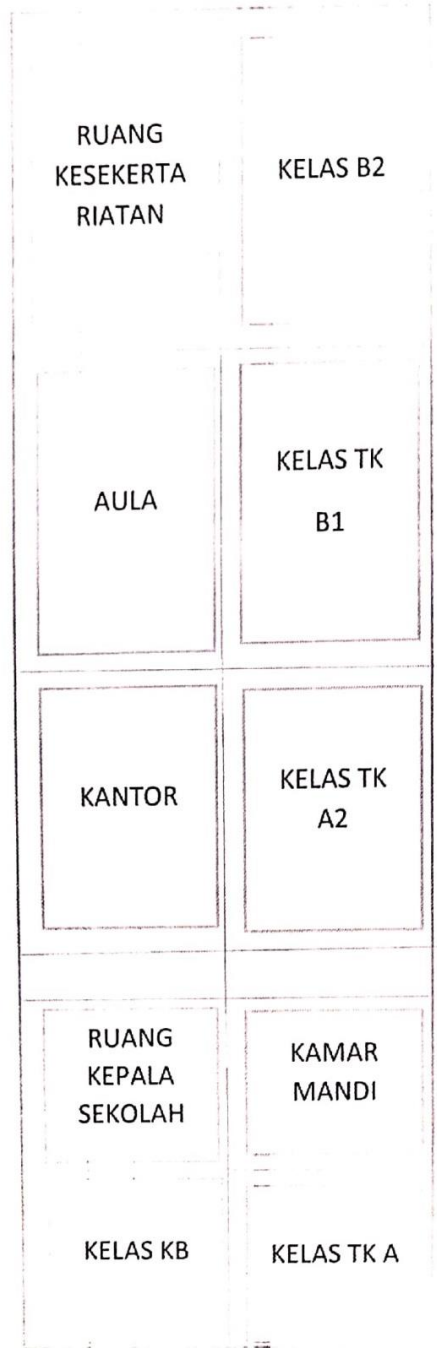 RUANG
KESEKERTA
RIATAN
KELAS B2
AULA
KELAS TK
B1
KANTOR
KELAS TK
A2
RUANG
KEPALA
SEKOLAH
KAMAR
MANDI
KELAS KB
KELAS TK A